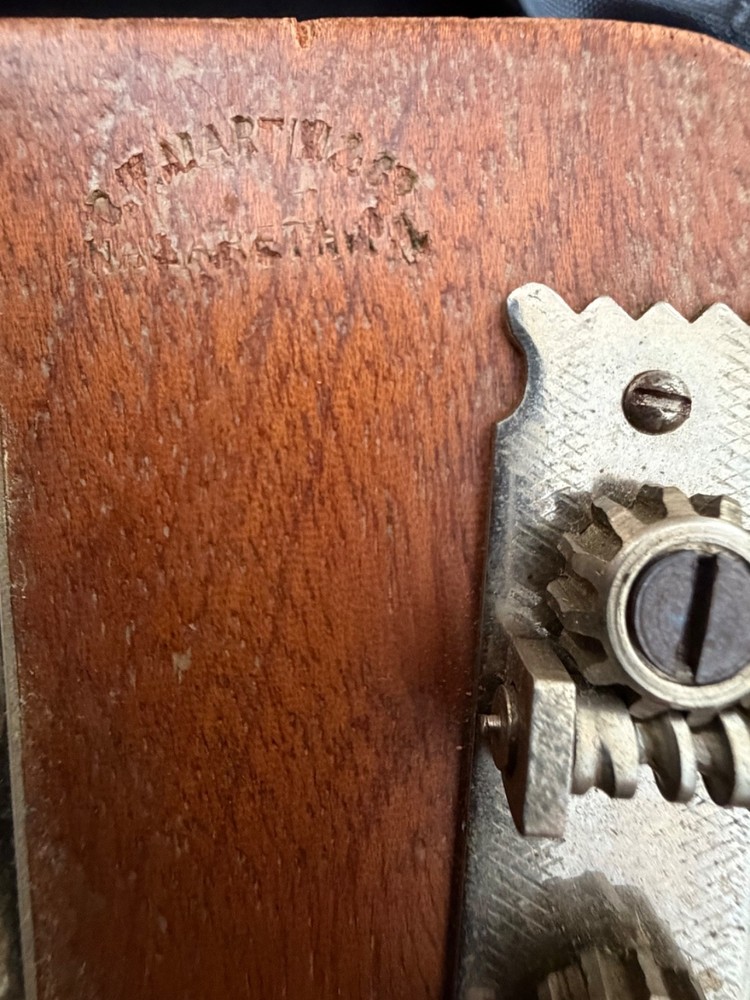 C.F. MARTIN & CO
NAZARETH, PA.